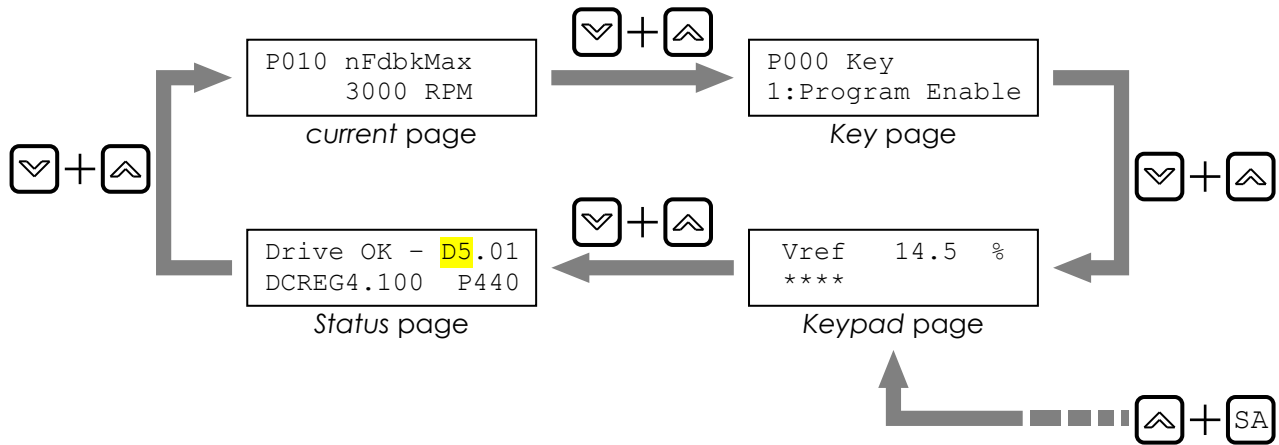 P010 nFdbkMax
3000 RPM
current page
+
P000 Key
1:Program Enable
Key page
+
+
Drive OK – D5.01
DCREG4.100 P440
Status page
+
Vref 14.5 %
****
Keypad page
+ SA